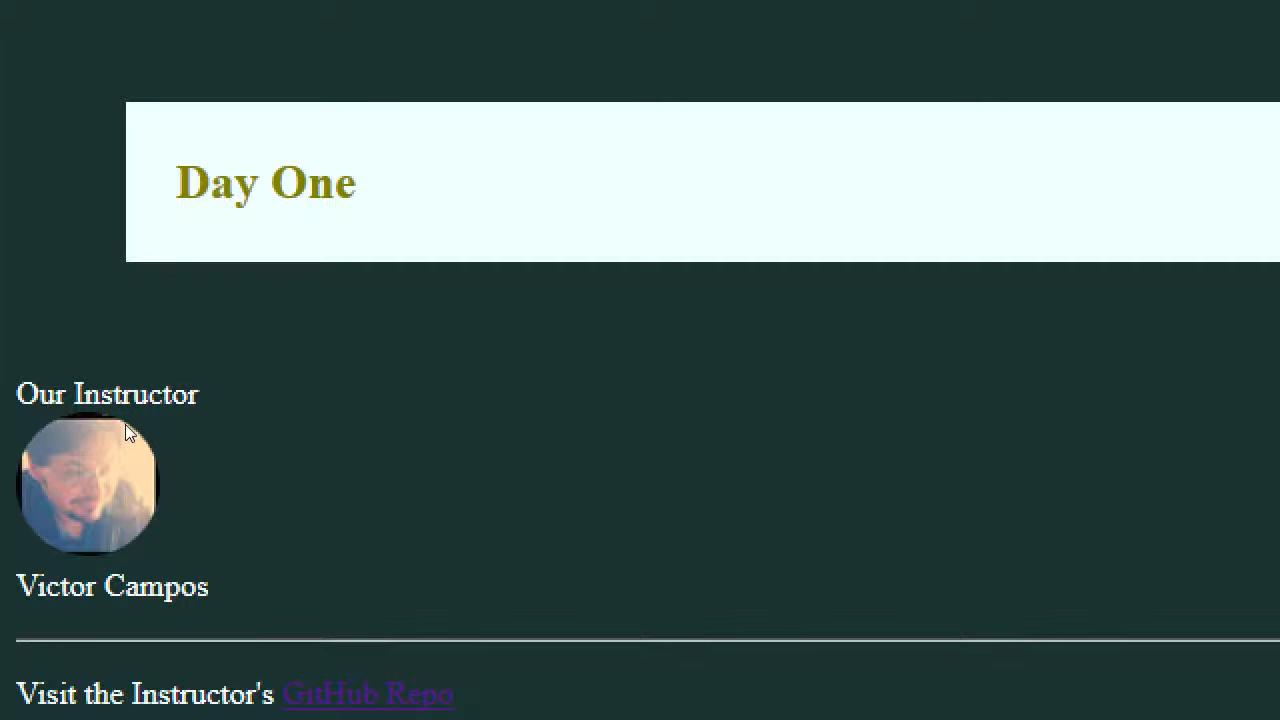 Day One
Our Instructor
Victor Campos
Visit the Instructor's GitHub Repo